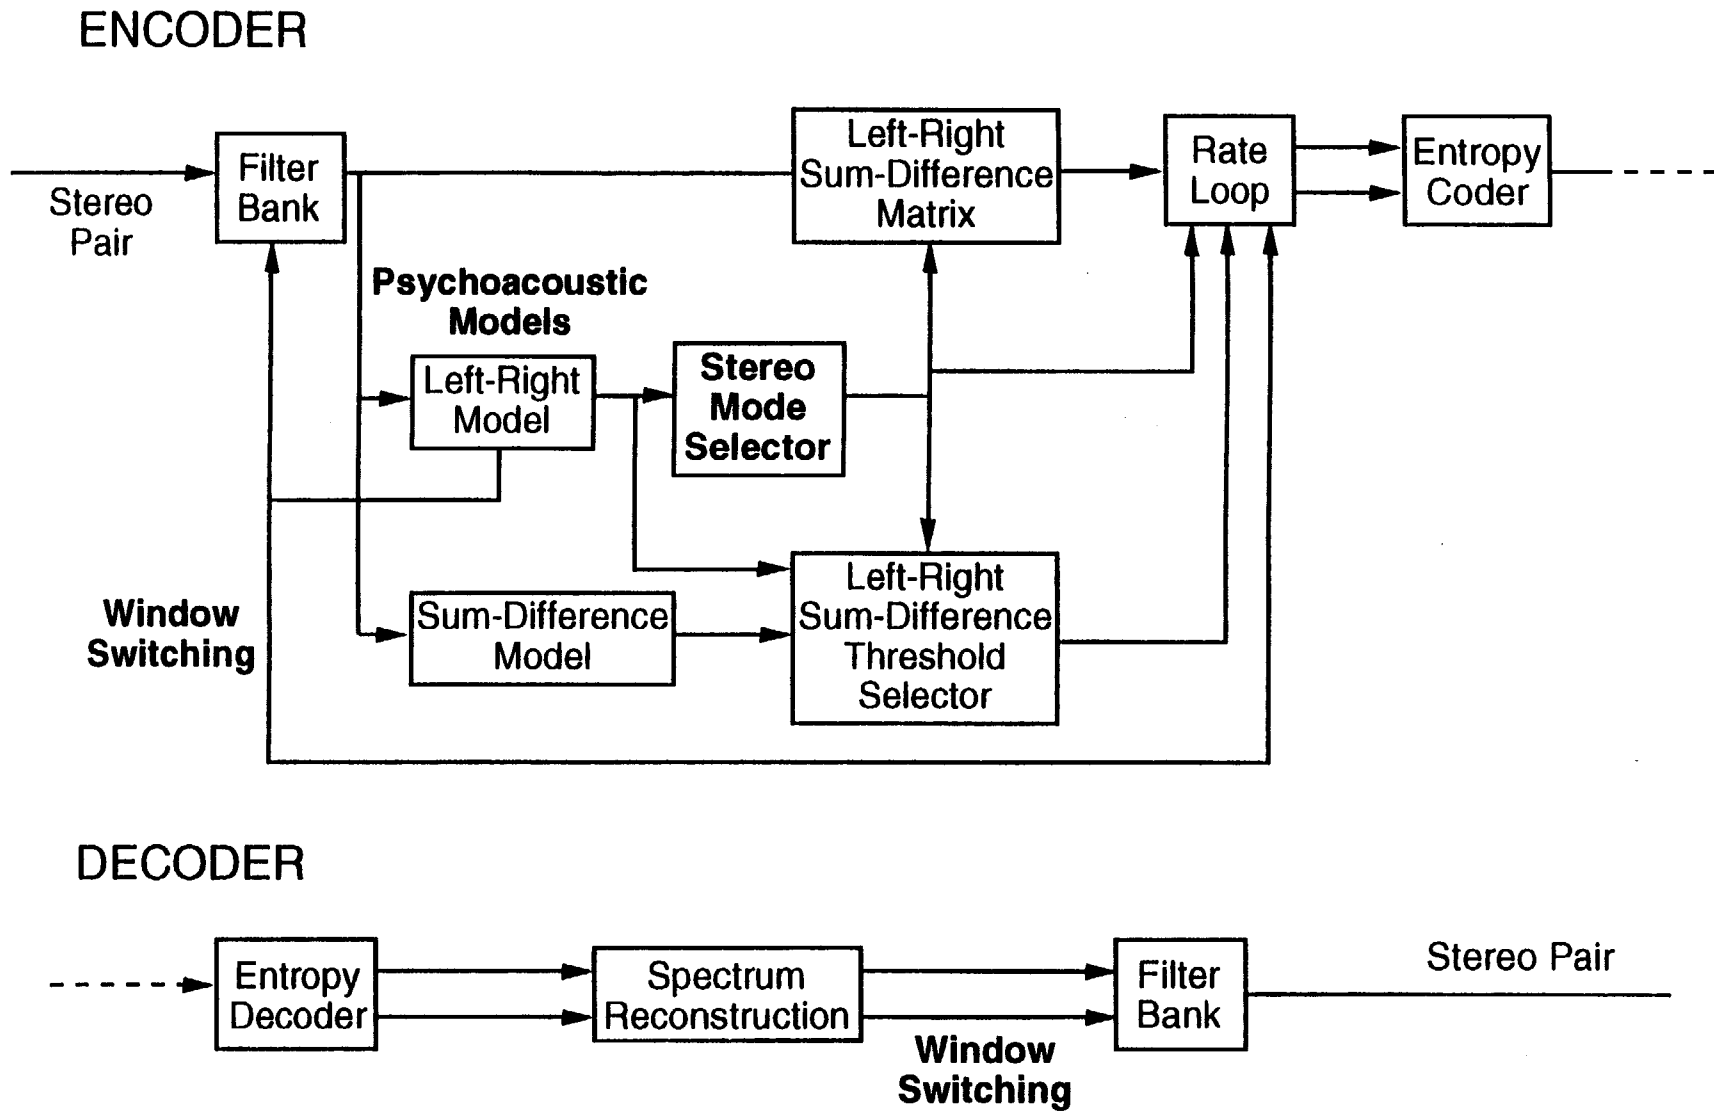 ENCODER
Stereo
Pair
Filter
Bank
Left-Right
Sum-Difference
Matrix
Rate
Loop
Entropy
Coder
Psychoacoustic
Models
Left-Right
Model
Stereo
Mode
Selector
Window
Switching
Sum-Difference
Model
Left-Right
Sum-Difference
Threshold
Selector
DECODER
Entropy
Decoder
Spectrum
Reconstruction
Window
Switching
Filter
Bank
Stereo Pair